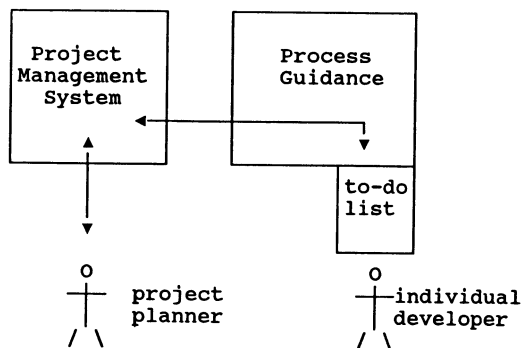 Project
Management
System
Process
Guidance
to-do
list
project
planner
individual
developer